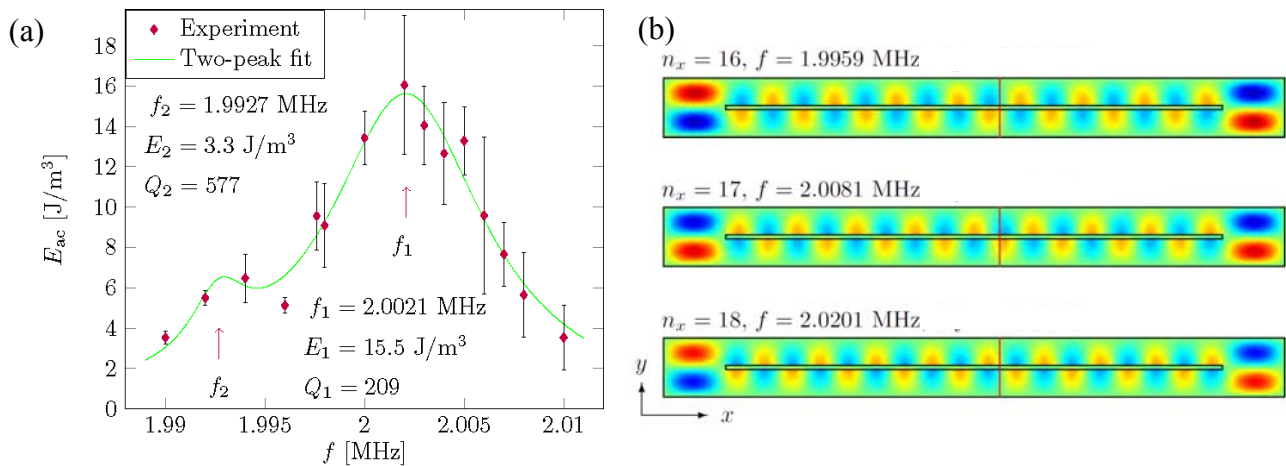 (a)
Experiment
Two-peak fit
f₂ = 1.9927 MHz
E₂ = 3.3 J/m³
Q₂ = 577
f₁
f₁ = 2.0021 MHz
E₁ = 15.5 J/m³
Q₁ = 209
f₂
18
16
14
12
10
8
6
4
2
0
E_ac [J/m³]
1.99 1.995 2 2.005 2.01
f [MHz]
(b)
nₓ = 16, f = 1.9959 MHz
nₓ = 17, f = 2.0081 MHz
nₓ = 18, f = 2.0201 MHz
y
x